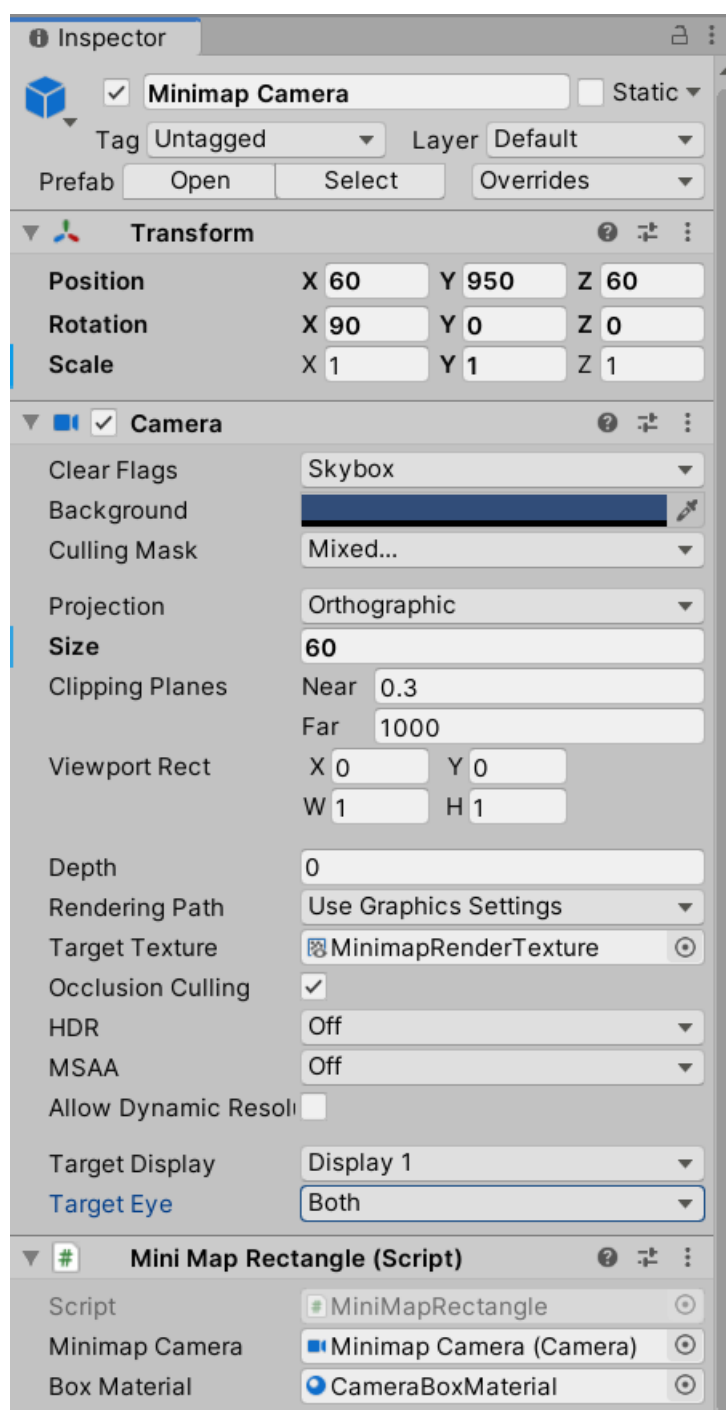 Inspector
Minimap Camera Static
Tag Untagged Layer Default
Prefab Open Select Overrides
Transform
Position X 60 Y 950 Z 60
Rotation X 90 Y 0 Z 0
Scale X 1 Y 1 Z 1
Camera
Clear Flags Skybox
Background
Culling Mask Mixed...
Projection Orthographic
Size 60
Clipping Planes Near 0.3
Far 1000
Viewport Rect X 0 Y 0
W 1 H 1
Depth 0
Rendering Path Use Graphics Settings
Target Texture MinimapRenderTexture
Occlusion Culling
HDR Off
MSAA Off
Allow Dynamic Resolu
Target Display Display 1
Target Eye Both
# Mini Map Rectangle (Script)
Script # MiniMapRectangle
Minimap Camera Minimap Camera (Camera)
Box Material CameraBoxMaterial